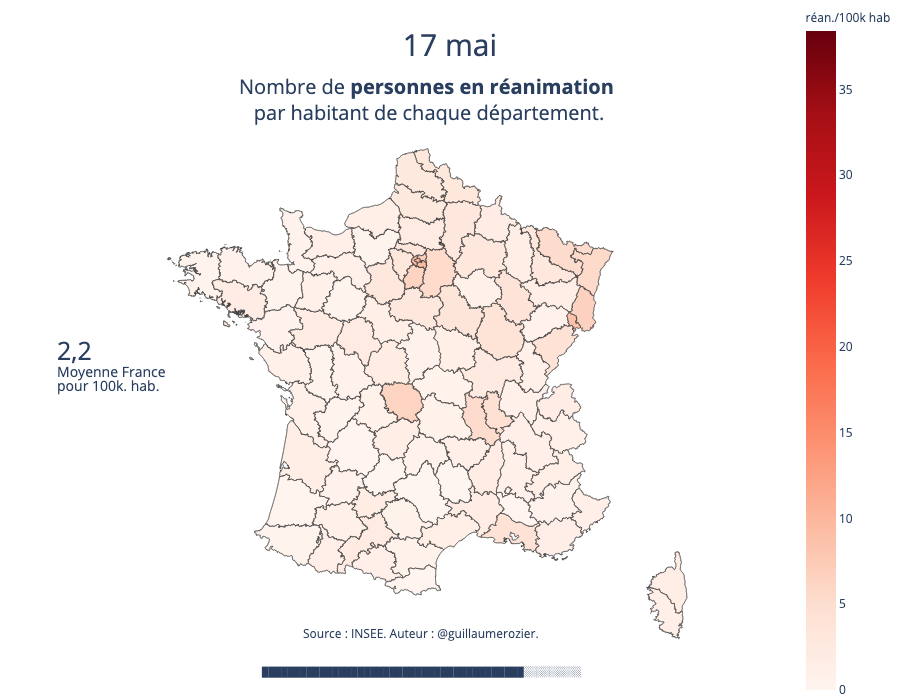 réan./100k hab
17 mai
Nombre de personnes en réanimation
par habitant de chaque département.
35
30
25
20
15
10
5
0
2,2
Moyenne France
pour 100k. hab.
Source : INSEE. Auteur : @guillaumerozier.